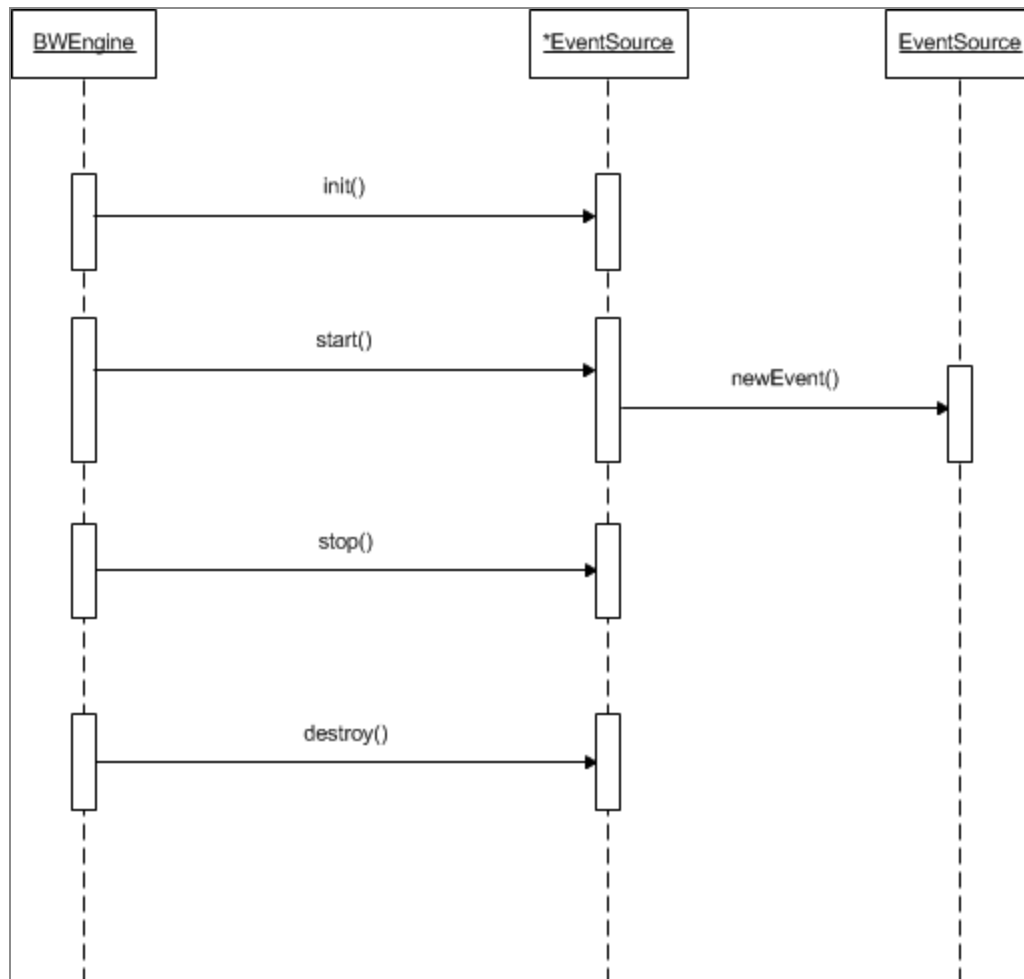 BWEngine
*EventSource
EventSource
init()
start()
newEvent()
stop()
destroy()